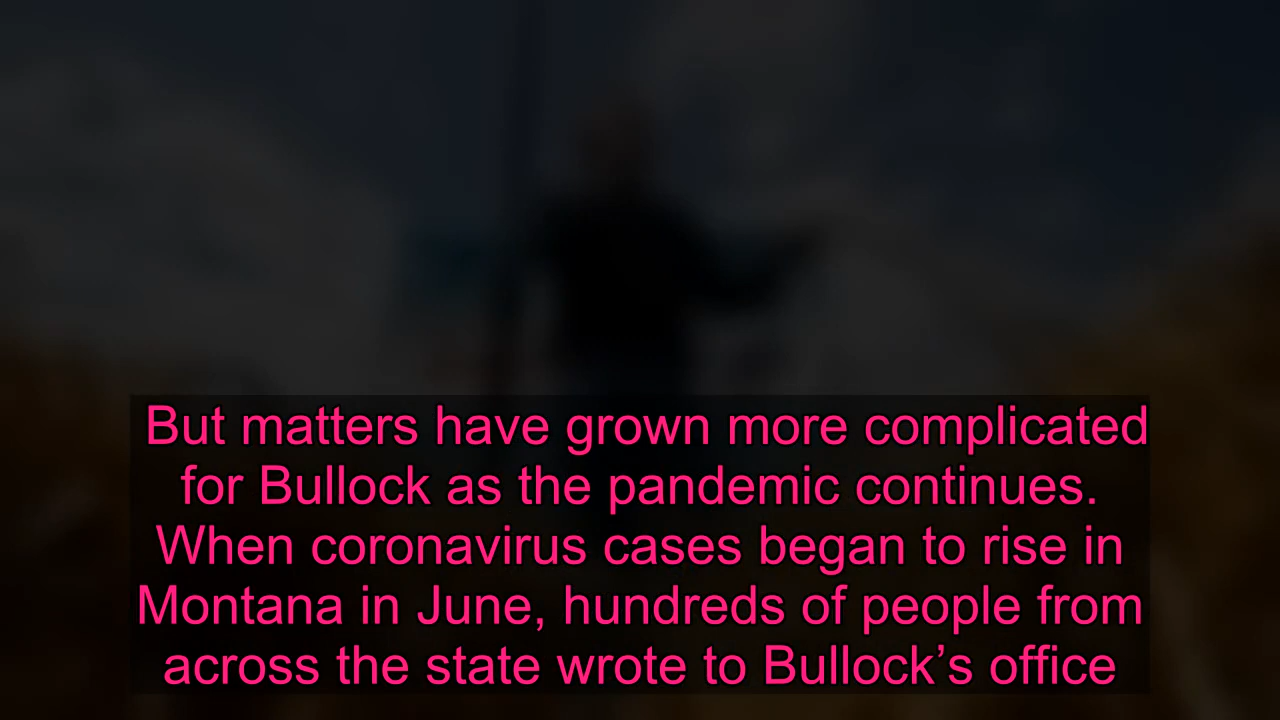 But matters have grown more complicated
for Bullock as the pandemic continues.
When coronavirus cases began to rise in
Montana in June, hundreds of people from
across the state wrote to Bullock’s office